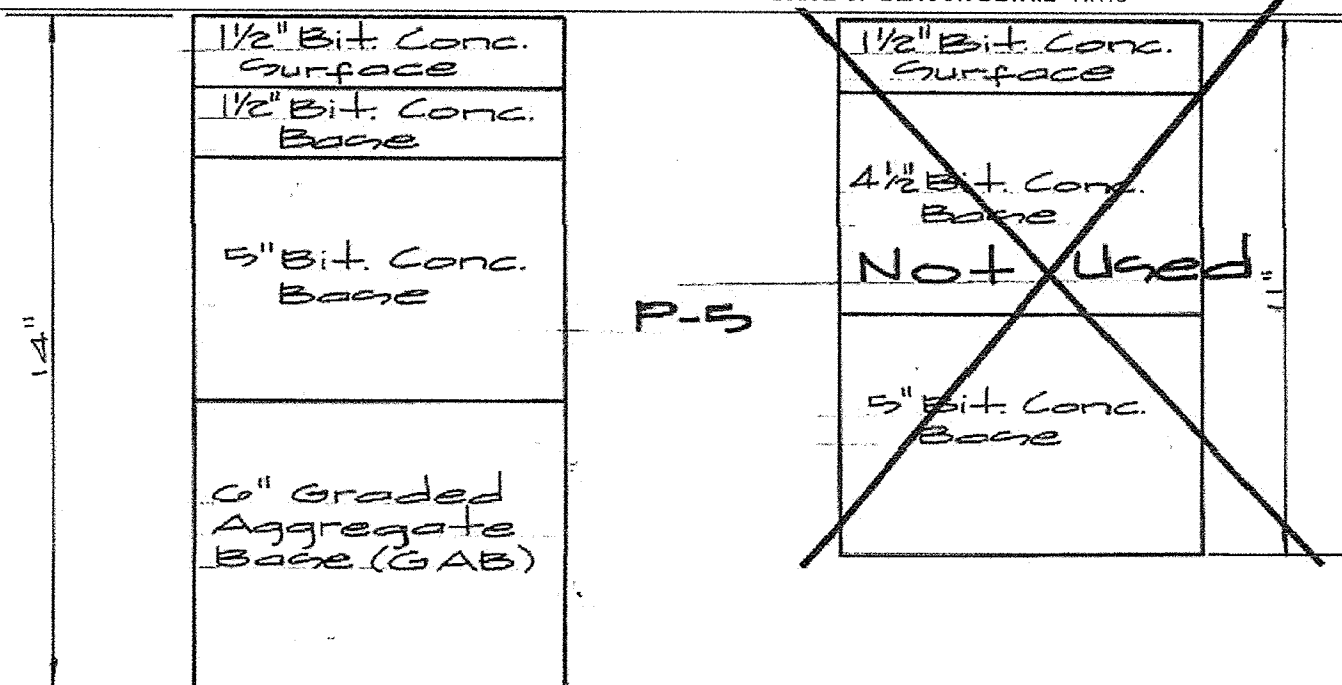 1½" Bit. Conc.
Surface
1½" Bit. Conc.
Base
5" Bit. Conc.
Base
6" Graded
Aggregate
Base (GAB)
14"
P-5
1½" Bit. Conc.
Surface
4½" Bit. Conc.
Base
Not Used
5" Bit. Conc.
Base
11"